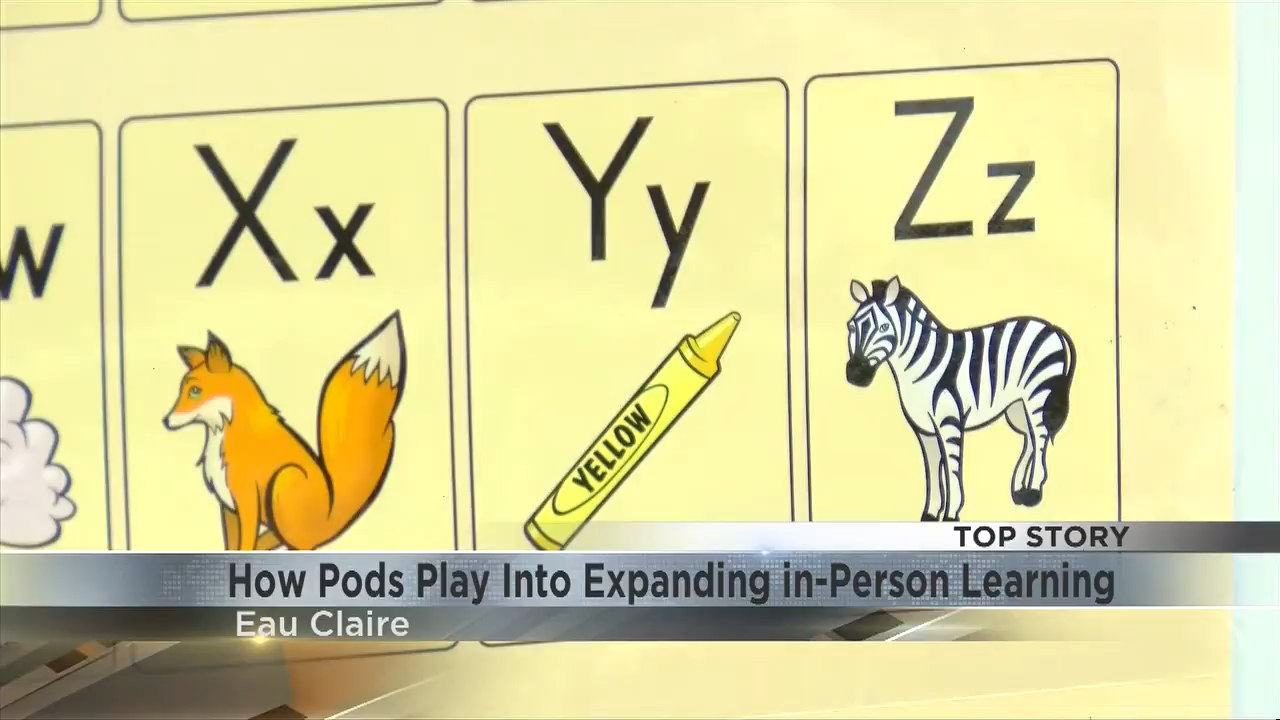 w
Xx
Yy
Zz
YELLOW
TOP STORY
How Pods Play Into Expanding in-Person Learning
Eau Claire